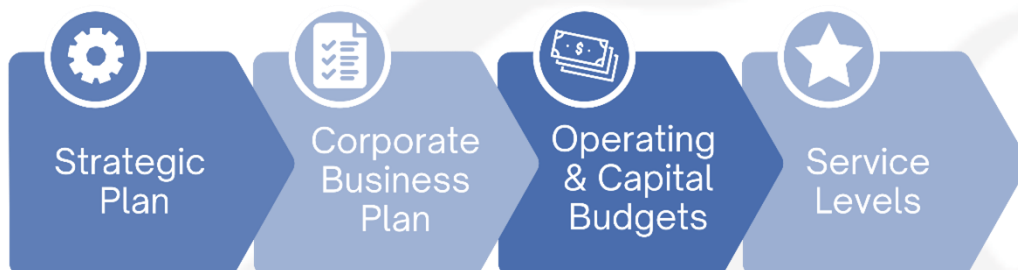 Strategic
Plan
Corporate
Business
Plan
$
Operating
& Capital
Budgets
Service
Levels